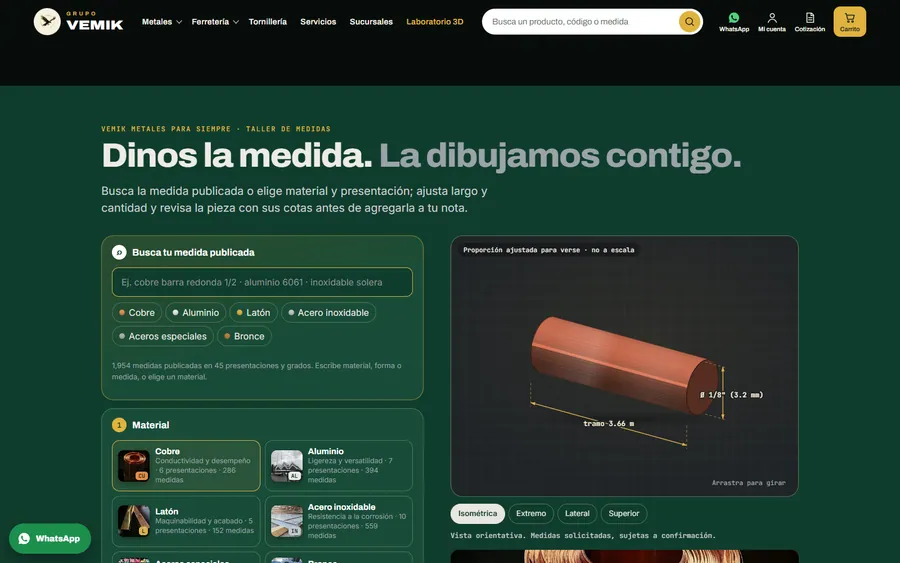 GRUPO
VEMIK
Metales
Ferretería
Tornillería
Servicios
Sucursales
Laboratorio 3D
Busca un producto, código o medida
WhatsApp
Mi cuenta
Cotización
Carrito
VEMIK METALES PARA SIEMPRE · TALLER DE MEDIDAS
Dinos la medida. La dibujamos contigo.
Busca la medida publicada o elige material y presentación; ajusta largo y
cantidad y revisa la pieza con sus cotas antes de agregarla a tu nota.
Busca tu medida publicada
Ej. cobre barra redonda 1/2 · aluminio 6061 · inoxidable solera
Cobre
Aluminio
Latón
Acero inoxidable
Aceros especiales
Bronce
1,954 medidas publicadas en 45 presentaciones y grados. Escribe material, forma o
medida, o elige un material.
1 Material
Cobre
Conductividad y desempeño
· 6 presentaciones · 286
medidas
CU
Aluminio
Ligereza y versatilidad · 7
presentaciones · 394
medidas
AL
Latón
Maquinabilidad y acabado · 5
presentaciones · 152 medidas
L
Acero inoxidable
Resistencia a la corrosión · 10
presentaciones · 559
medidas
IN
WhatsApp
Proporción ajustada para verse · no a escala
Ø 1/8" (3.2 mm)
tramo 3.66 m
Arrastra para girar
Isométrica
Extremo
Lateral
Superior
Vista orientativa. Medidas solicitadas, sujetas a confirmación.